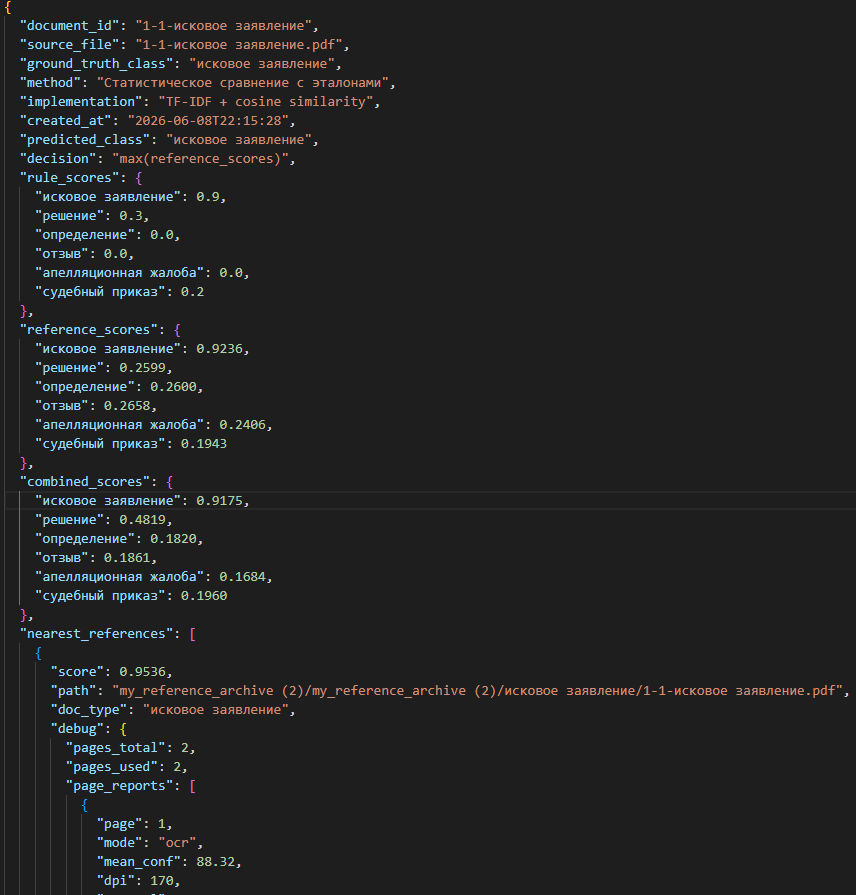 {
"document_id": "1-1-исковое заявление",
"source_file": "1-1-исковое заявление.pdf",
"ground_truth_class": "исковое заявление",
"method": "Статистическое сравнение с эталонами",
"implementation": "TF-IDF + cosine similarity",
"created_at": "2026-06-08T22:15:28",
"predicted_class": "исковое заявление",
"decision": "max(reference_scores)",
"rule_scores": {
"исковое заявление": 0.9,
"решение": 0.3,
"определение": 0.0,
"отзыв": 0.0,
"апелляционная жалоба": 0.0,
"судебный приказ": 0.2
},
"reference_scores": {
"исковое заявление": 0.9236,
"решение": 0.2599,
"определение": 0.2600,
"отзыв": 0.2658,
"апелляционная жалоба": 0.2406,
"судебный приказ": 0.1943
},
"combined_scores": {
"исковое заявление": 0.9175,
"решение": 0.4819,
"определение": 0.1820,
"отзыв": 0.1861,
"апелляционная жалоба": 0.1684,
"судебный приказ": 0.1960
},
"nearest_references": [
{
"score": 0.9536,
"path": "my_reference_archive (2)/my_reference_archive (2)/исковое заявление/1-1-исковое заявление.pdf",
"doc_type": "исковое заявление",
"debug": {
"pages_total": 2,
"pages_used": 2,
"page_reports": [
{
"page": 1,
"mode": "ocr",
"mean_conf": 88.32,
"dpi": 170,